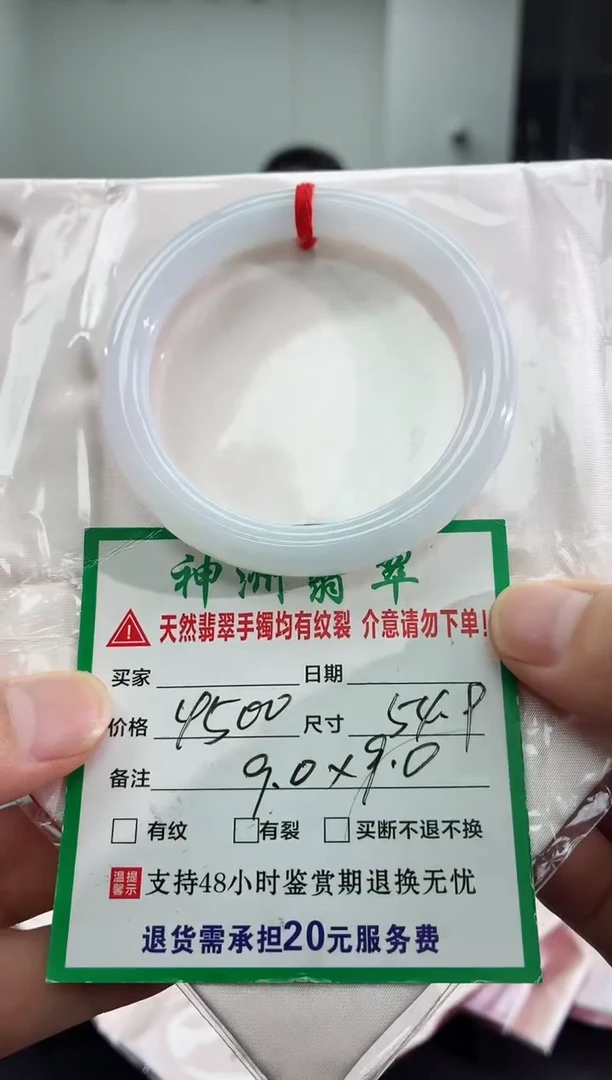 神洲翡翠
天然翡翠手镯均有纹裂 介意请勿下单!
买家 日期
价格 4500 尺寸 54.9
备注 9.0×9.0
有纹 有裂 买断不退不换
温馨提示 支持48小时鉴赏期退换无忧
退货需承担20元服务费